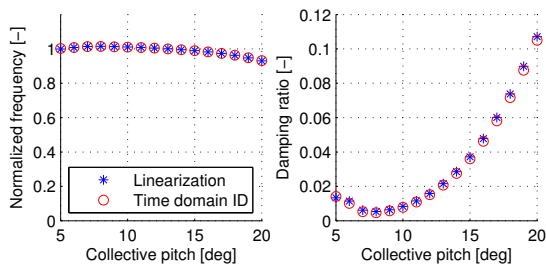 Normalized frequency [–]
1
0.8
0.6
0.4
0.2
0
5 10 15 20
Collective pitch [deg]
Linearization
Time domain ID
Damping ratio [–]
0.12
0.1
0.08
0.06
0.04
0.02
0
5 10 15 20
Collective pitch [deg]